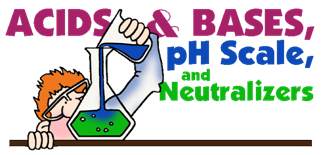 ACIDS & BASES,
pH Scale,
and
Neutralizers